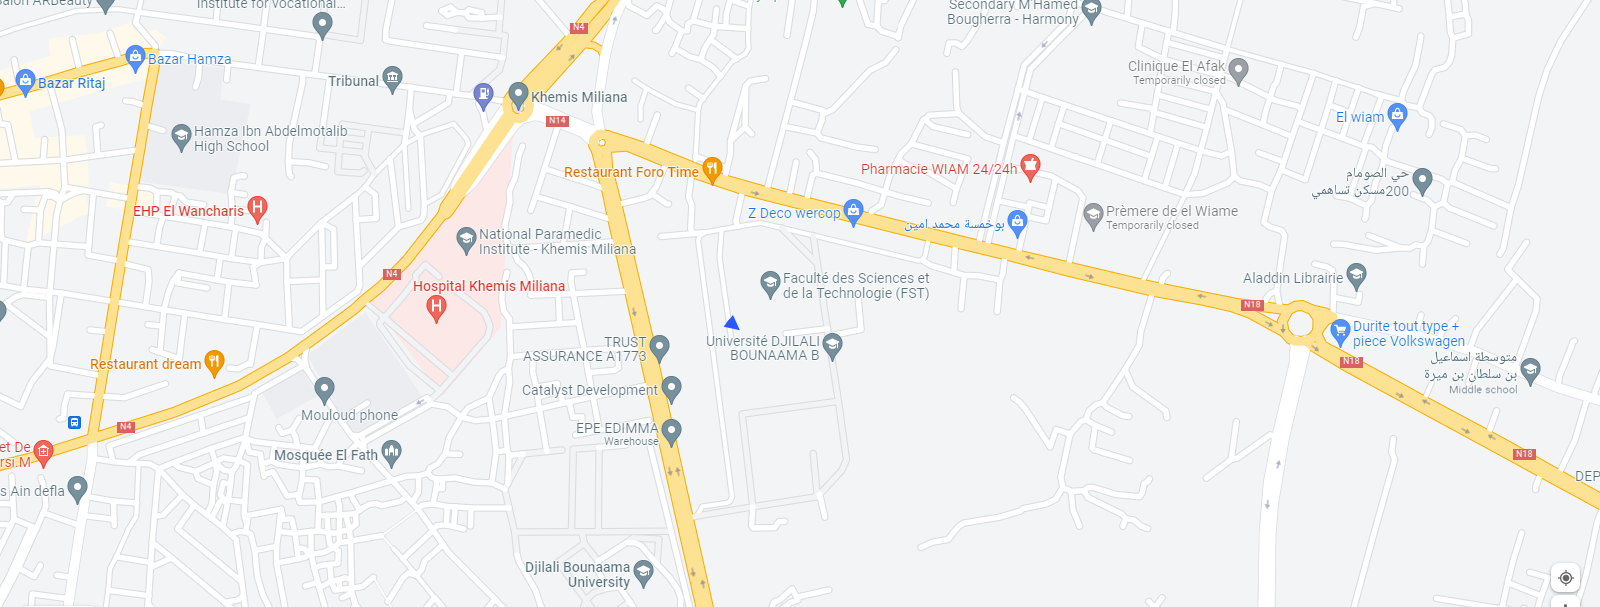 Institute for Vocational...
Secondary M'Hamed
Bougherra - Harmony
N4
Bazar Hamza
Bazar Ritaj
Tribunal
Khemis Miliana
Clinique El Afak
Temporarily closed
El wiam
N14
Hamza Ibn Abdelmotalib
High School
Restaurant Foro Time
Pharmacie WIAM 24/24h
حي الصومام
200مسكن تساهمي
EHP El Wancharis
Z Deco wercop
بوخمسة محمد امين
Prèmere de el Wiame
Temporarily closed
National Paramedic
Institute - Khemis Miliana
N4
Hospital Khemis Miliana
Faculté des Sciences et
de la Technologie (FST)
Aladdin Librairie
N18
Durite tout type +
piece Volkswagen
TRUST
ASSURANCE A1773
Université DJILALI
BOUNAAMA B
Restaurant dream
N18
متوسطة اسماعيل
بن سلطان بن ميرة
Middle school
Catalyst Development
Mouloud phone
N4
EPE EDIMMA
Warehouse
et De
rsi.M
Mosquée El Fath
N18
DEP
s Ain defla
Djilali Bounaama
University